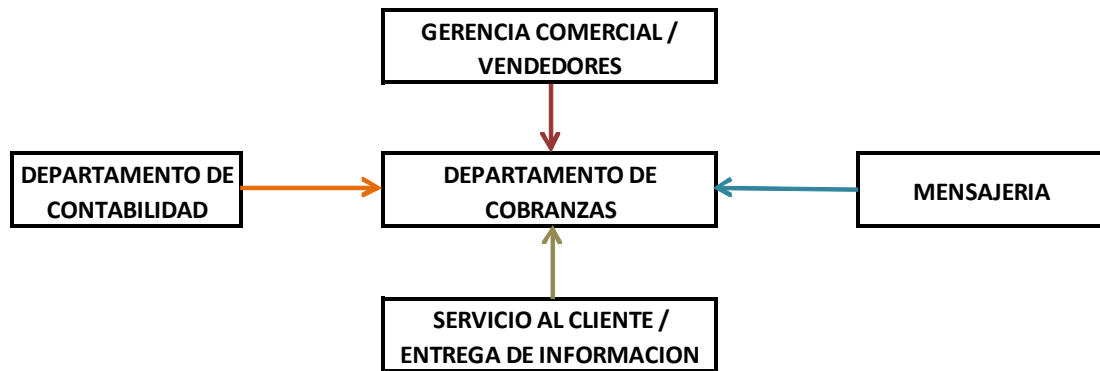 GERENCIA COMERCIAL /
VENDEDORES
DEPARTAMENTO DE
CONTABILIDAD
DEPARTAMENTO DE
COBRANZAS
MENSAJERIA
SERVICIO AL CLIENTE /
ENTREGA DE INFORMACION